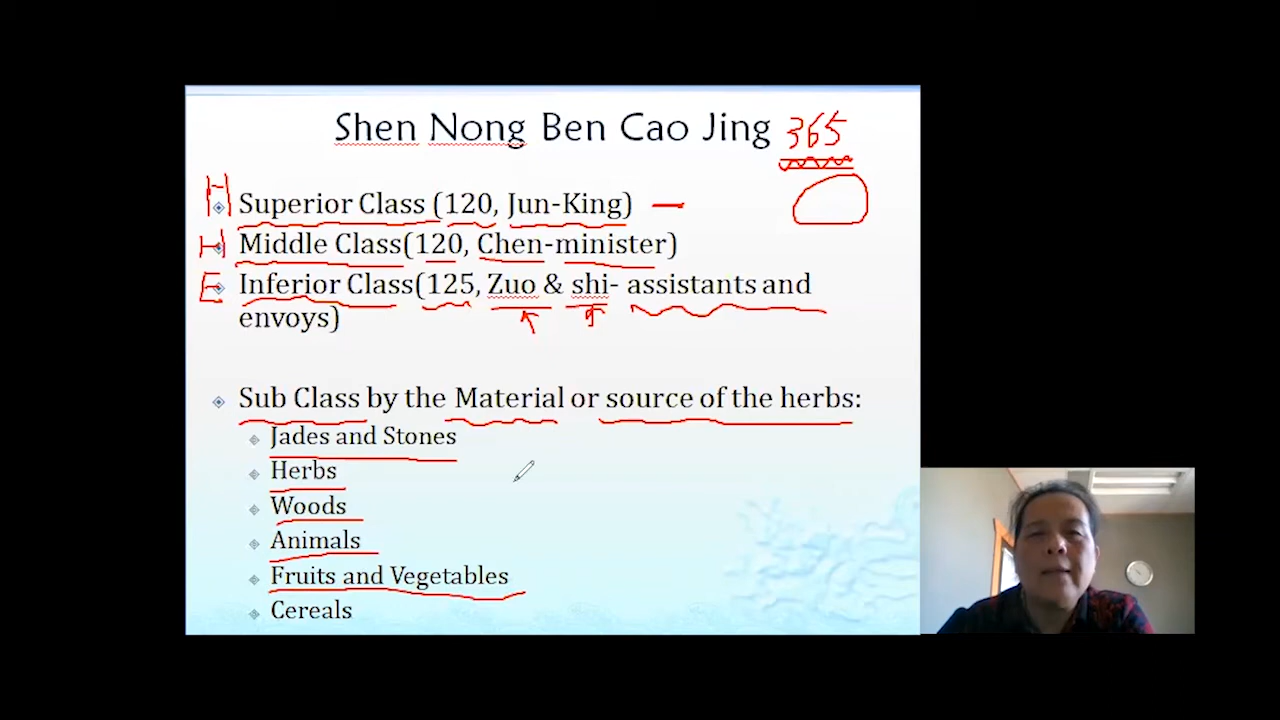 Shen Nong Ben Cao Jing 365
H Superior Class (120, Jun-King)
H Middle Class(120, Chen-minister)
E Inferior Class(125, Zuo & shi- assistants and
envoys)
Sub Class by the Material or source of the herbs:
Jades and Stones
Herbs
Woods
Animals
Fruits and Vegetables
Cereals